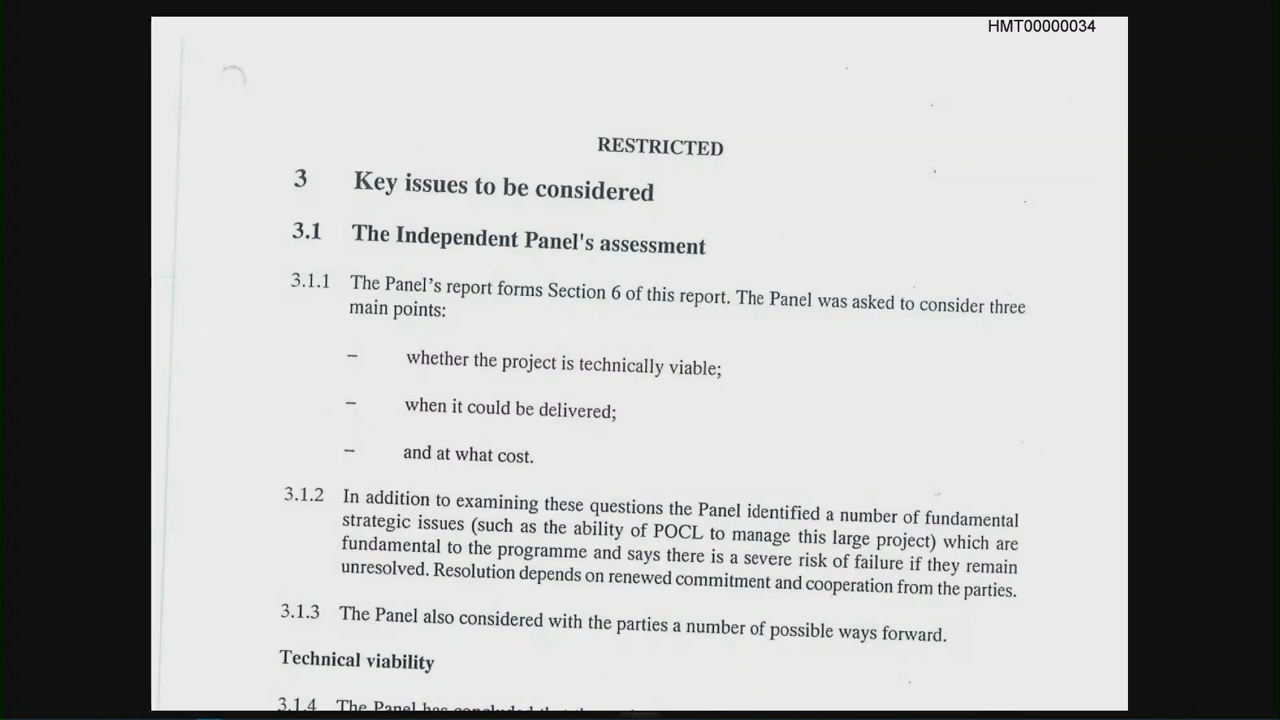 HMT00000034
RESTRICTED
3 Key issues to be considered
3.1 The Independent Panel's assessment
3.1.1 The Panel's report forms Section 6 of this report. The Panel was asked to consider three
main points:
– whether the project is technically viable;
– when it could be delivered;
– and at what cost.
3.1.2 In addition to examining these questions the Panel identified a number of fundamental
strategic issues (such as the ability of POCL to manage this large project) which are
fundamental to the programme and says there is a severe risk of failure if they remain
unresolved. Resolution depends on renewed commitment and cooperation from the parties.
3.1.3 The Panel also considered with the parties a number of possible ways forward.
Technical viability
3.1.4 The Panel has concluded that the